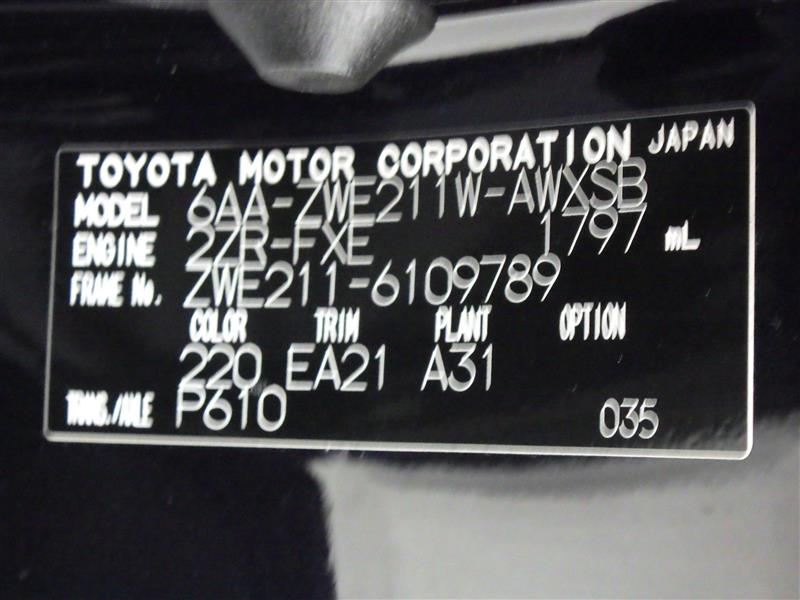 TOYOTA MOTOR CORPORATION JAPAN
MODEL 6AA-ZWE211W-AWXSB
ENGINE 2ZR-FXE 1797 mL
FRAME No. ZWE211-6109789
COLOR TRIM PLANT OPTION
220 EA21 A31
TRANS./AXLE P610 035